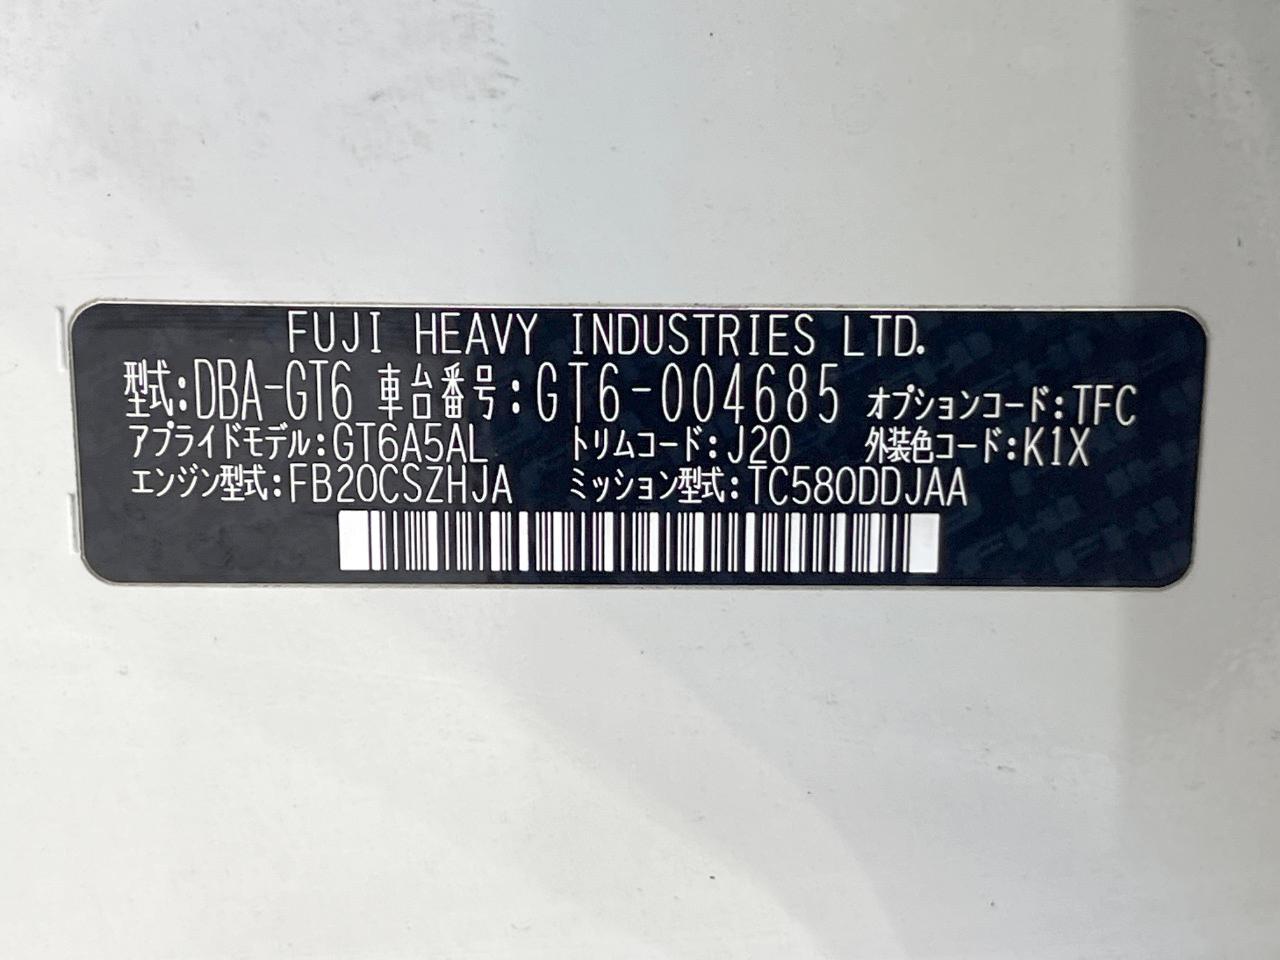 FUJI HEAVY INDUSTRIES LTD.
型式:DBA-GT6 車台番号:GT6-004685 オプションコード:TFC
アプライドモデル:GT6A5AL トリムコード:J20 外装色コード:K1X
エンジン型式:FB20CSZHJA ミッション型式:TC580DDJAA